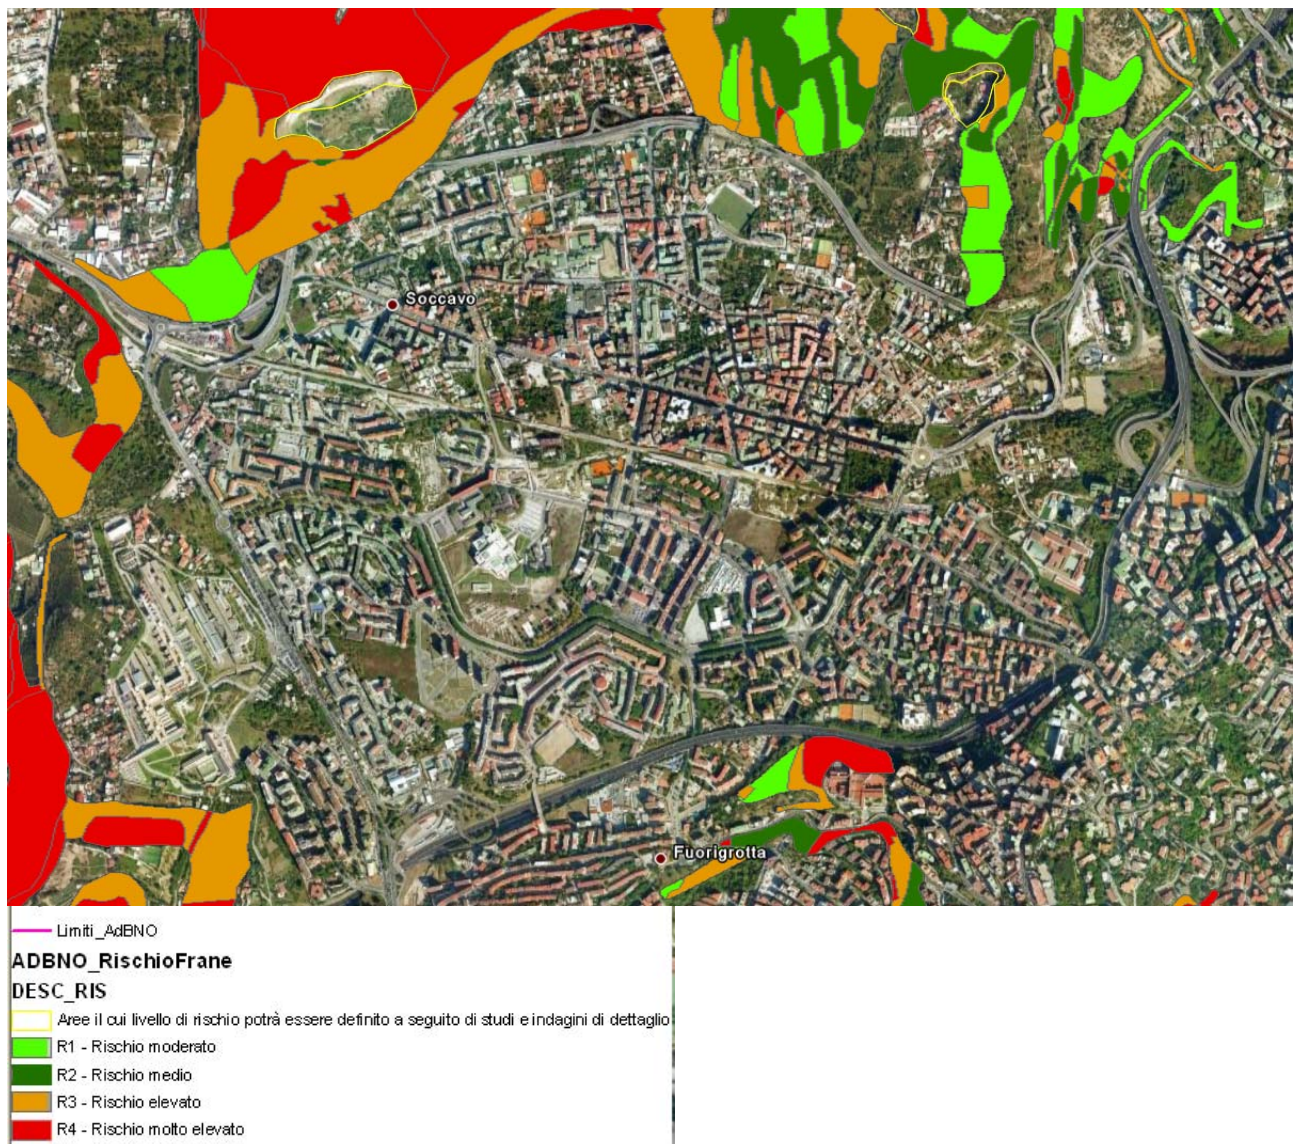 Soccavo
Fuorigrotta
Limiti_AdBNO
ADBNO_RischioFrane
DESC_RIS
Aree il cui livello di rischio potrà essere definito a seguito di studi e indagini di dettaglio
R1 - Rischio moderato
R2 - Rischio medio
R3 - Rischio elevato
R4 - Rischio molto elevato